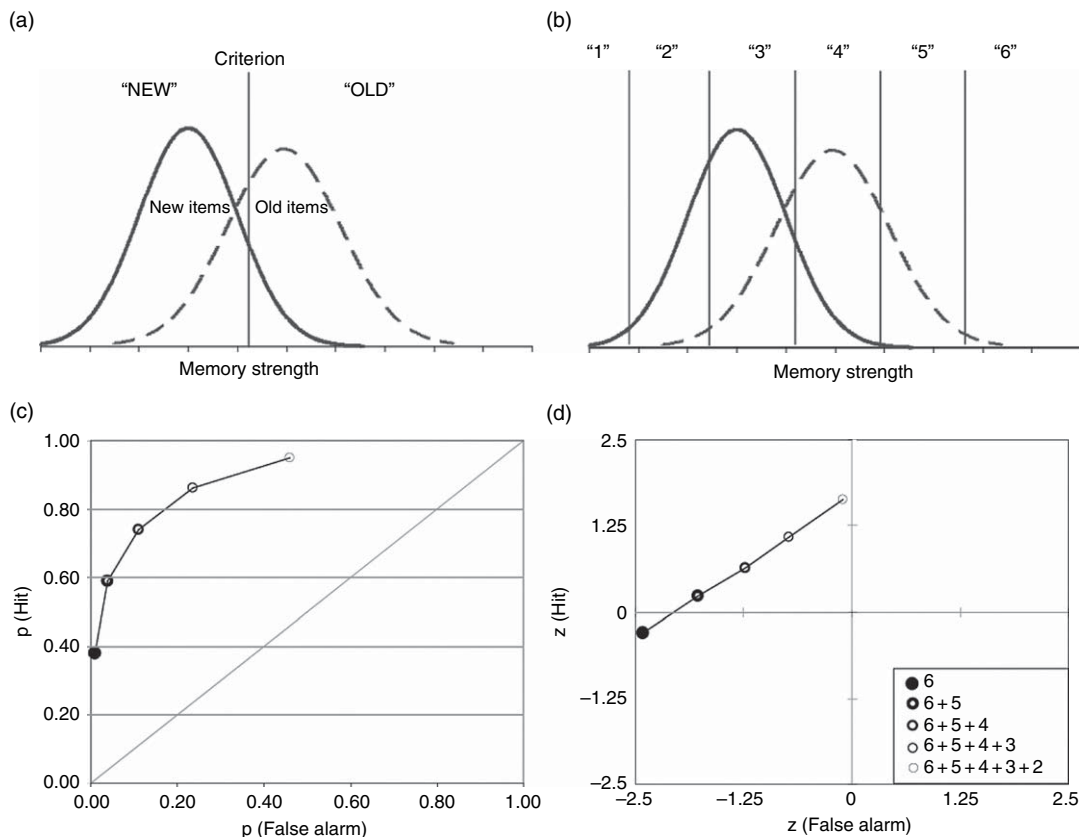 (a)
Criterion
“NEW” “OLD”
New items Old items
Memory strength
(b)
“1” “2” “3” “4” “5” “6”
Memory strength
(c)
1.00
0.80
0.60
0.40
0.20
0.00
p (Hit)
0.00 0.20 0.40 0.60 0.80 1.00
p (False alarm)
(d)
2.5
1.25
0
–1.25
–2.5
z (Hit)
–2.5 –1.25 0 1.25 2.5
z (False alarm)
6
6+5
6+5+4
6+5+4+3
6+5+4+3+2